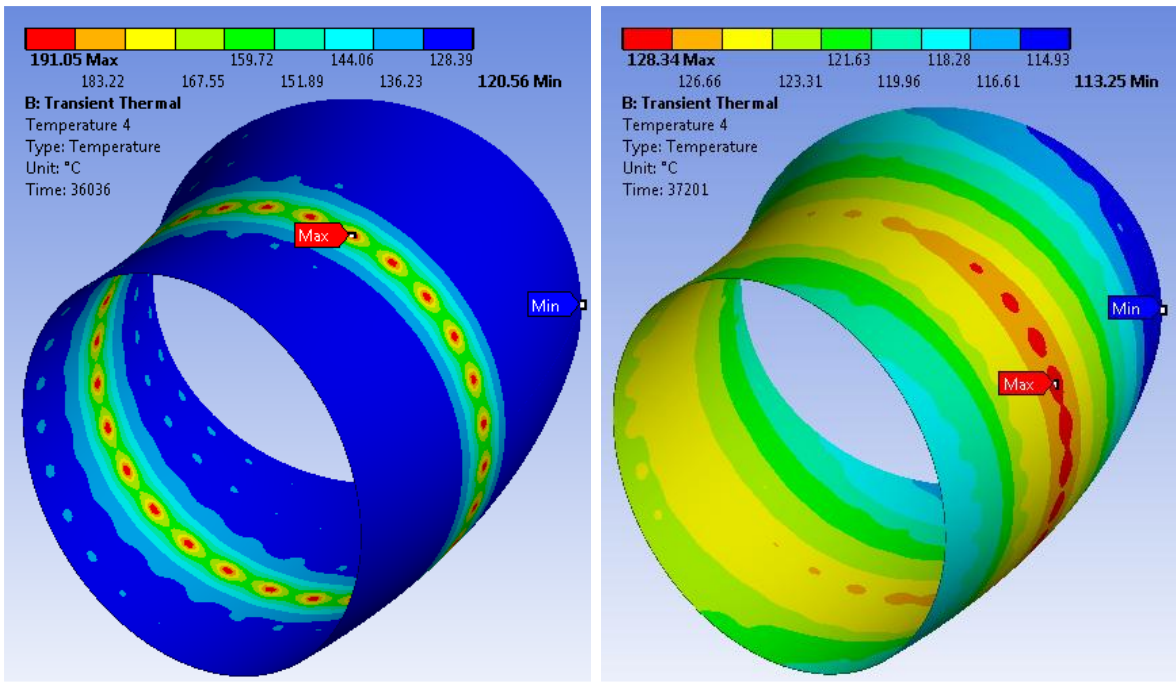 191.05 Max 159.72 144.06 128.39
183.22 167.55 151.89 136.23 120.56 Min
B: Transient Thermal
Temperature 4
Type: Temperature
Unit: °C
Time: 36036
Max
Min
128.34 Max 121.63 118.28 114.93
126.66 123.31 119.96 116.61 113.25 Min
B: Transient Thermal
Temperature 4
Type: Temperature
Unit: °C
Time: 37201
Min
Max